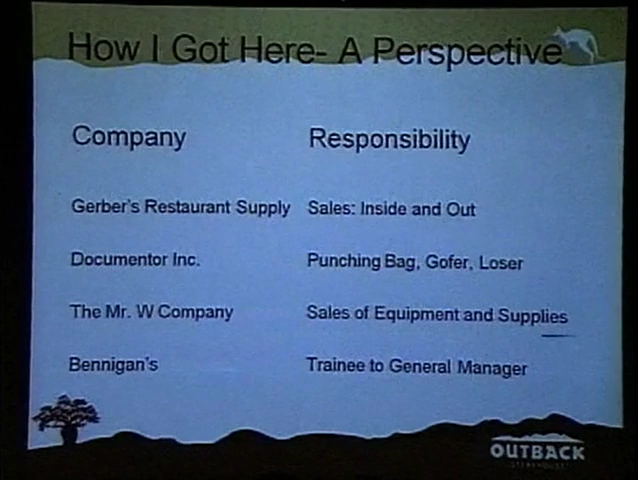 How I Got Here- A Perspective
Company Responsibility
Gerber's Restaurant Supply Sales: Inside and Out
Documentor Inc. Punching Bag, Gofer, Loser
The Mr. W Company Sales of Equipment and Supplies
Bennigan's Trainee to General Manager
OUTBACK
STEAKHOUSE